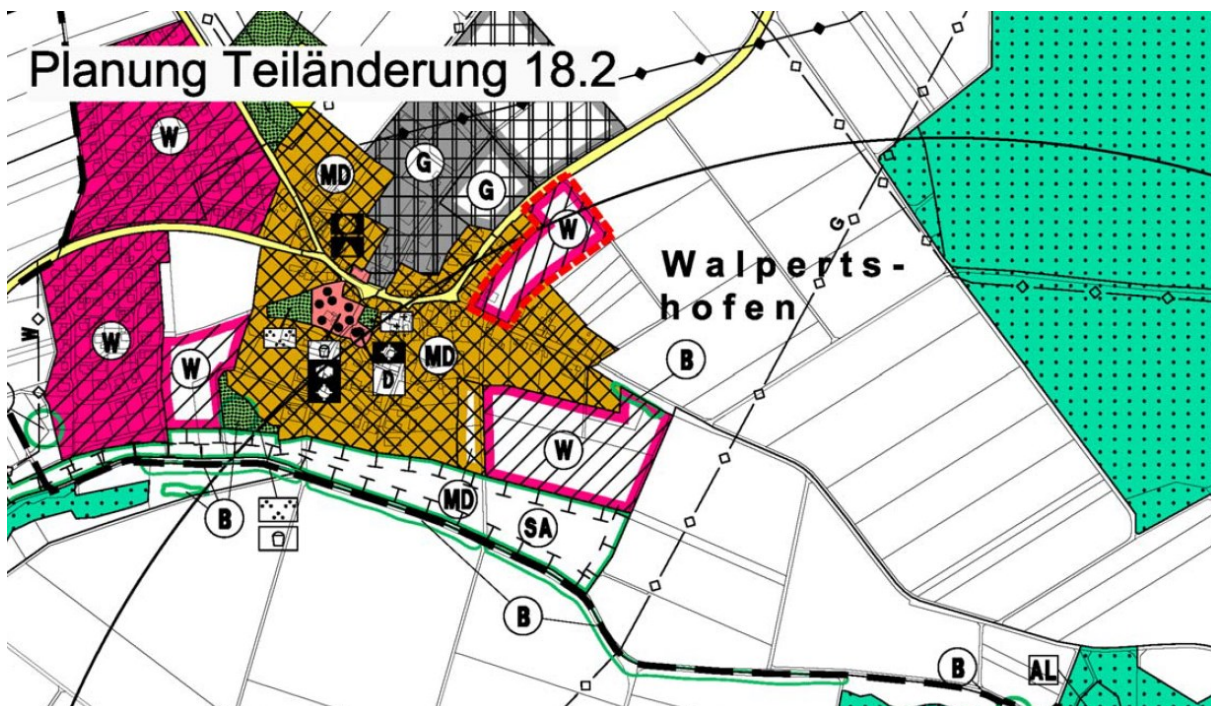 Planung Teiländerung 18.2
W
MD
G
G
W
G
Walperts-
hofen
W
W
W
MD
D
B
W
MD
SA
B
B
B
AL